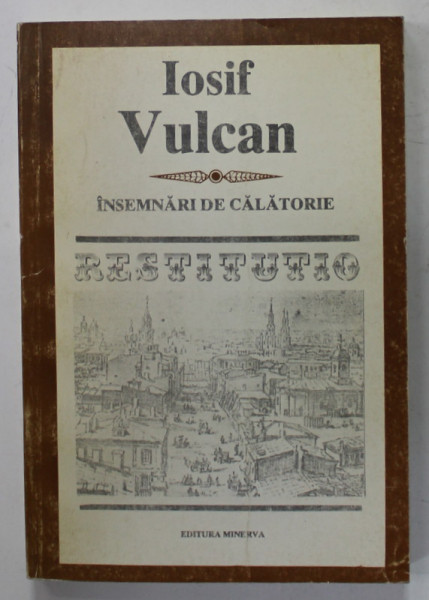 Iosif
Vulcan
ÎNSEMNĂRI DE CĂLĂTORIE
RESTITUTIO
EDITURA MINERVA